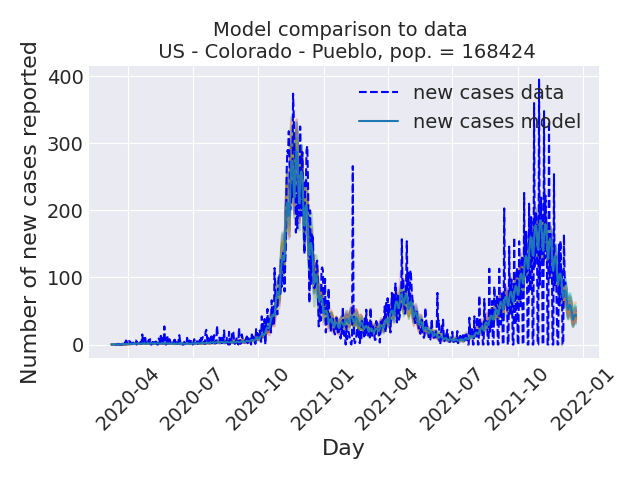 Model comparison to data
US - Colorado - Pueblo, pop. = 168424
Number of new cases reported
400
300
200
100
0
new cases data
new cases model
2020-04
2020-07
2020-10
2021-01
2021-04
2021-07
2021-10
2022-01
Day